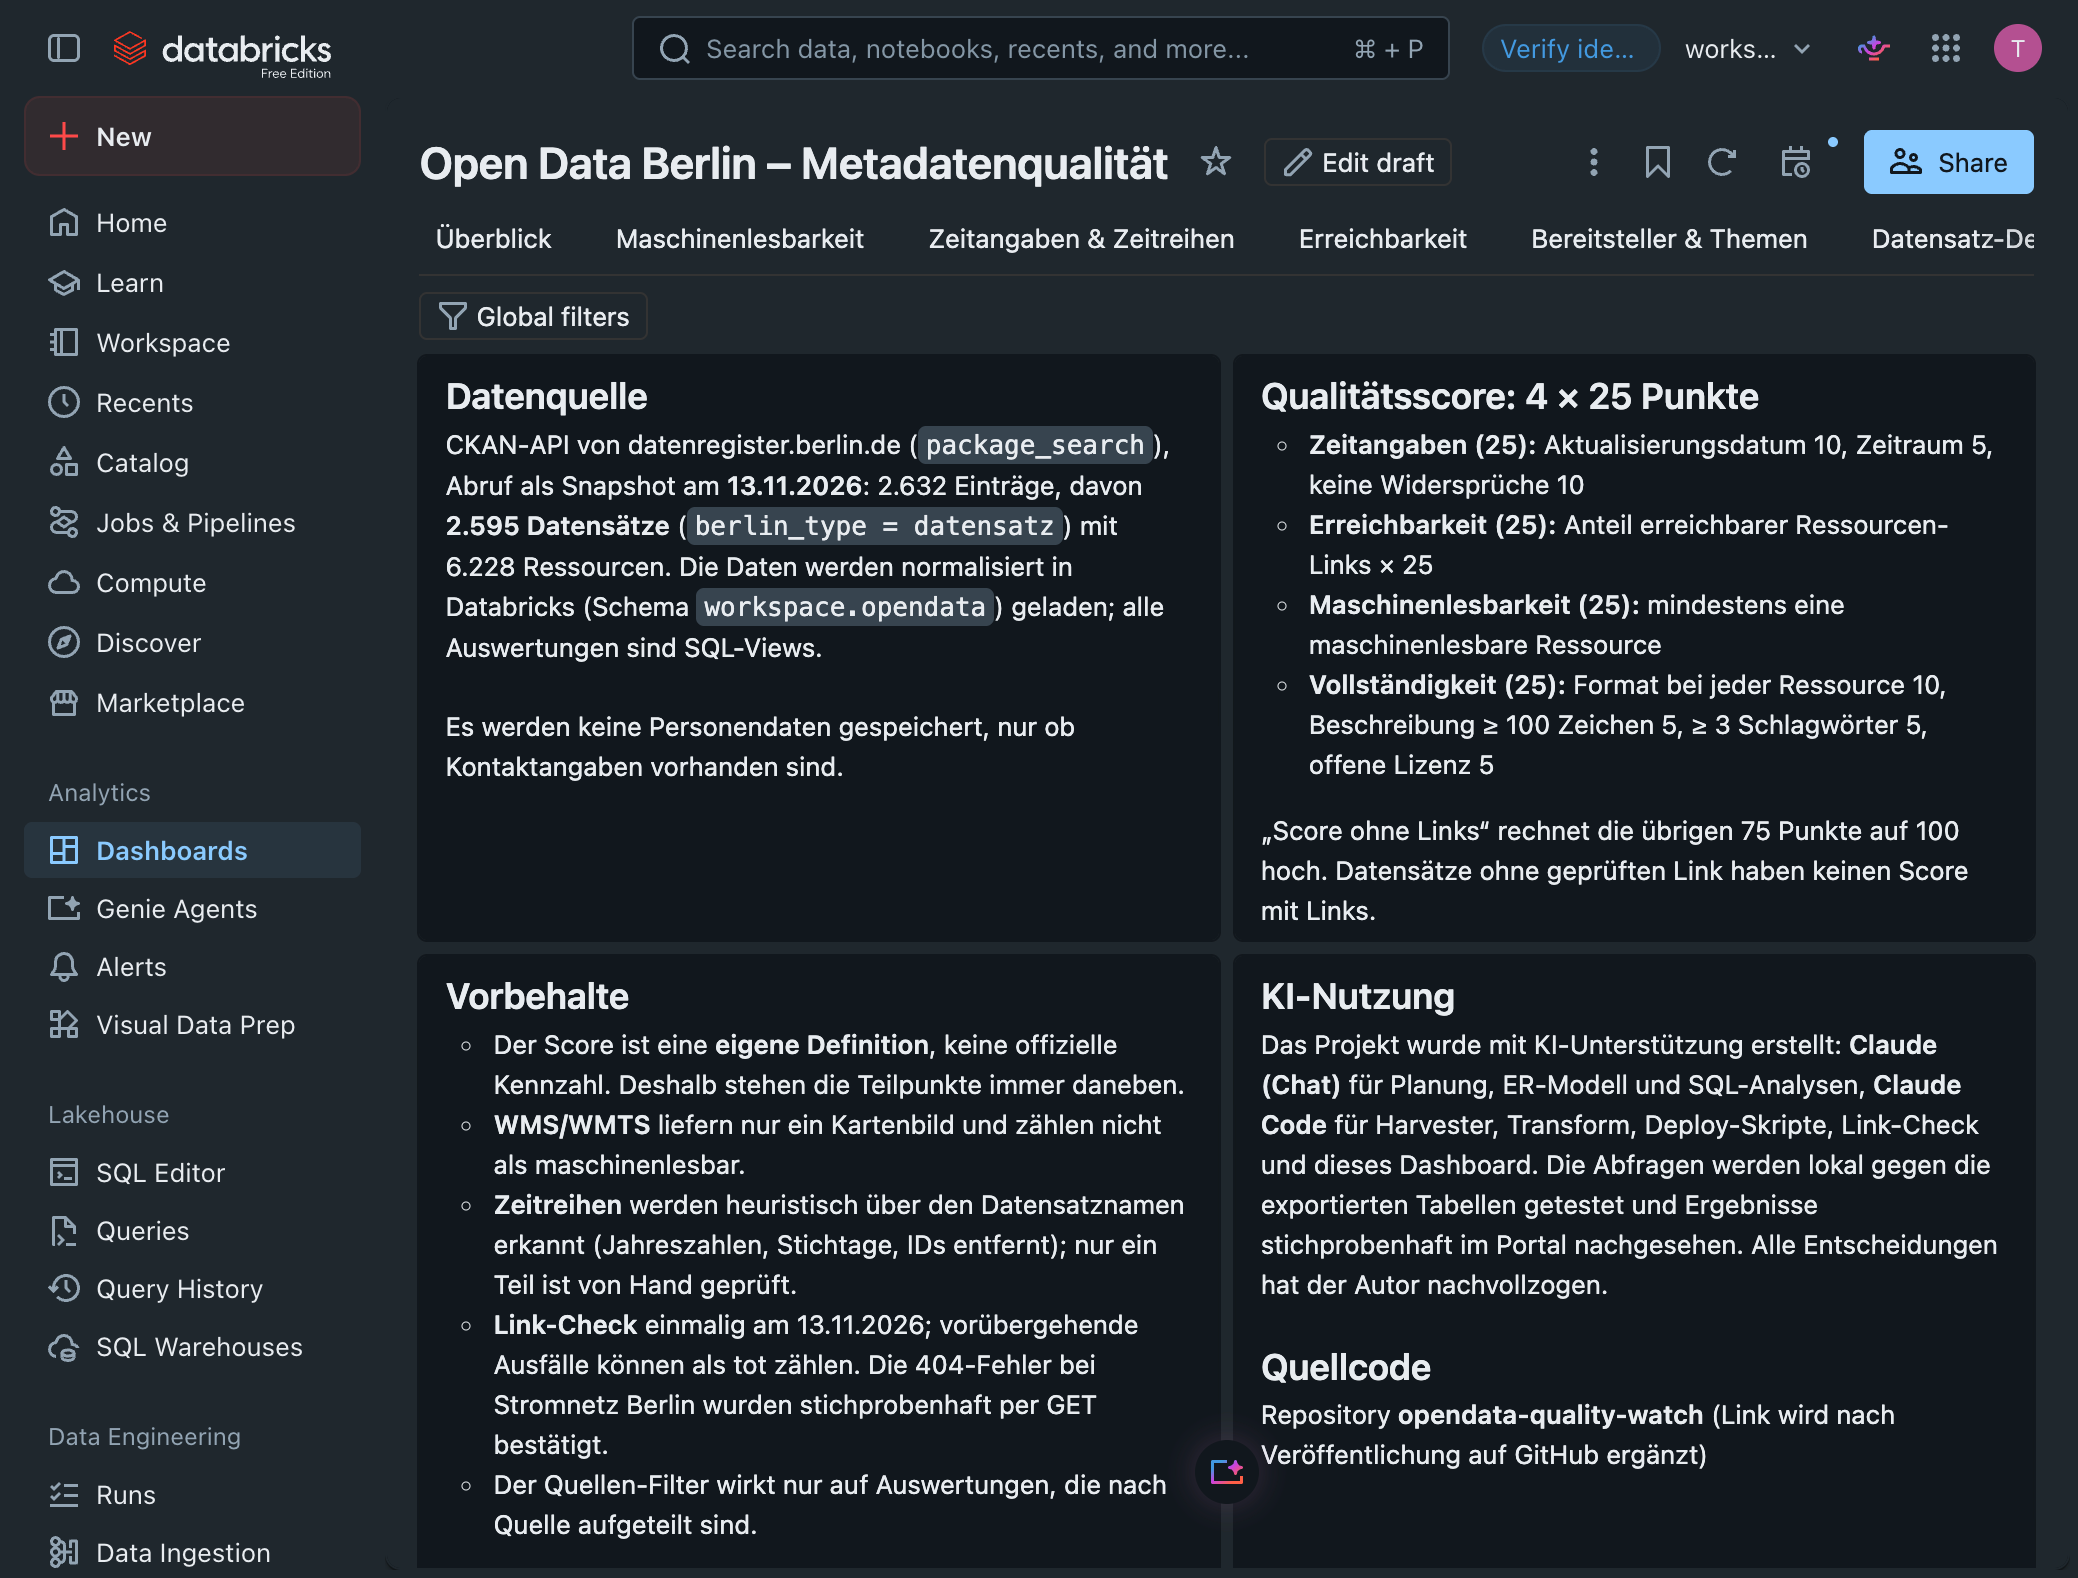 databricks
Free Edition
Search data, notebooks, recents, and more...
⌘ + P
Verify ide...
works...
T
New
Home
Learn
Workspace
Recents
Catalog
Jobs & Pipelines
Compute
Discover
Marketplace
Analytics
Dashboards
Genie Agents
Alerts
Visual Data Prep
Lakehouse
SQL Editor
Queries
Query History
SQL Warehouses
Data Engineering
Runs
Data Ingestion
Open Data Berlin – Metadatenqualität
Edit draft
Share
Überblick
Maschinenlesbarkeit
Zeitangaben & Zeitreihen
Erreichbarkeit
Bereitsteller & Themen
Datensatz-De
Global filters
Datenquelle
CKAN-API von datenregister.berlin.de (package_search),
Abruf als Snapshot am 13.11.2026: 2.632 Einträge, davon
2.595 Datensätze (berlin_type = datensatz) mit
6.228 Ressourcen. Die Daten werden normalisiert in
Databricks (Schema workspace.opendata) geladen; alle
Auswertungen sind SQL-Views.
Es werden keine Personendaten gespeichert, nur ob
Kontaktangaben vorhanden sind.
Qualitätsscore: 4 × 25 Punkte
Zeitangaben (25): Aktualisierungsdatum 10, Zeitraum 5,
keine Widersprüche 10
Erreichbarkeit (25): Anteil erreichbarer Ressourcen-
Links × 25
Maschinenlesbarkeit (25): mindestens eine
maschinenlesbare Ressource
Vollständigkeit (25): Format bei jeder Ressource 10,
Beschreibung ≥ 100 Zeichen 5, ≥ 3 Schlagwörter 5,
offene Lizenz 5
„Score ohne Links“ rechnet die übrigen 75 Punkte auf 100
hoch. Datensätze ohne geprüften Link haben keinen Score
mit Links.
Vorbehalte
Der Score ist eine eigene Definition, keine offizielle
Kennzahl. Deshalb stehen die Teilpunkte immer daneben.
WMS/WMTS liefern nur ein Kartenbild und zählen nicht
als maschinenlesbar.
Zeitreihen werden heuristisch über den Datensatznamen
erkannt (Jahreszahlen, Stichtage, IDs entfernt); nur ein
Teil ist von Hand geprüft.
Link-Check einmalig am 13.11.2026; vorübergehende
Ausfälle können als tot zählen. Die 404-Fehler bei
Stromnetz Berlin wurden stichprobenhaft per GET
bestätigt.
Der Quellen-Filter wirkt nur auf Auswertungen, die nach
Quelle aufgeteilt sind.
KI-Nutzung
Das Projekt wurde mit KI-Unterstützung erstellt: Claude
(Chat) für Planung, ER-Modell und SQL-Analysen, Claude
Code für Harvester, Transform, Deploy-Skripte, Link-Check
und dieses Dashboard. Die Abfragen werden lokal gegen die
exportierten Tabellen getestet und Ergebnisse
stichprobenhaft im Portal nachgesehen. Alle Entscheidungen
hat der Autor nachvollzogen.
Quellcode
Repository opendata-quality-watch (Link wird nach
Veröffentlichung auf GitHub ergänzt)